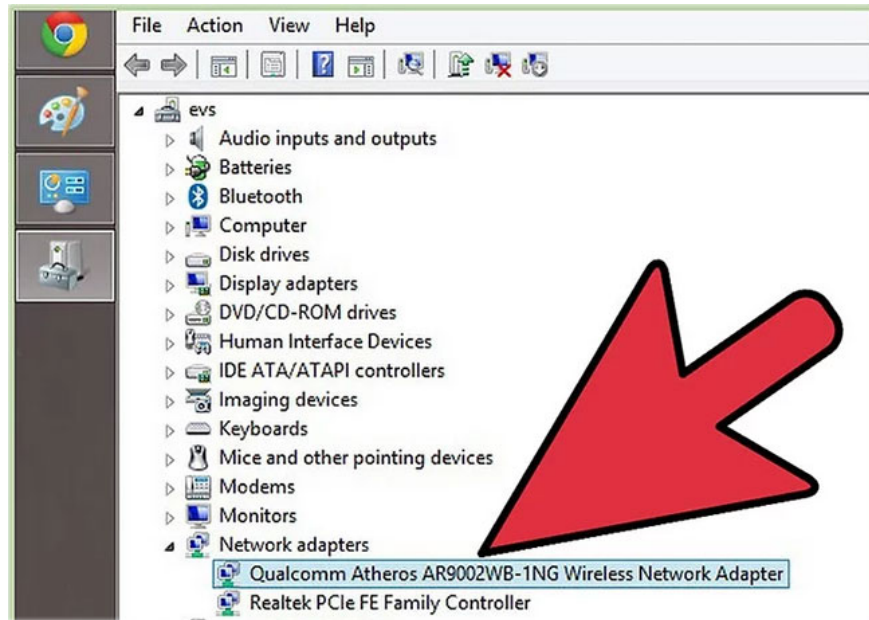 File Action View Help
evs
Audio inputs and outputs
Batteries
Bluetooth
Computer
Disk drives
Display adapters
DVD/CD-ROM drives
Human Interface Devices
IDE ATA/ATAPI controllers
Imaging devices
Keyboards
Mice and other pointing devices
Modems
Monitors
Network adapters
Qualcomm Atheros AR9002WB-1NG Wireless Network Adapter
Realtek PCIe FE Family Controller